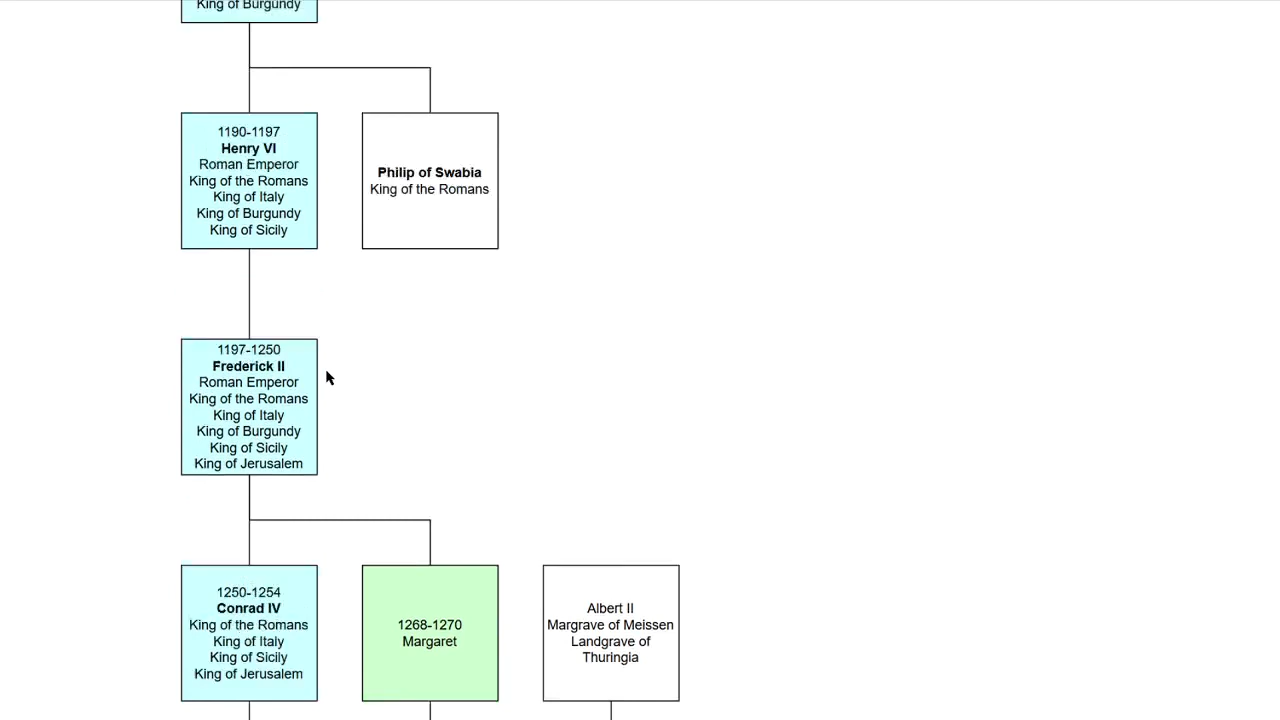 King of Burgundy
1190-1197
Henry VI
Roman Emperor
King of the Romans
King of Italy
King of Burgundy
King of Sicily
Philip of Swabia
King of the Romans
1197-1250
Frederick II
Roman Emperor
King of the Romans
King of Italy
King of Burgundy
King of Sicily
King of Jerusalem
1250-1254
Conrad IV
King of the Romans
King of Italy
King of Sicily
King of Jerusalem
1268-1270
Margaret
Albert II
Margrave of Meissen
Landgrave of
Thuringia